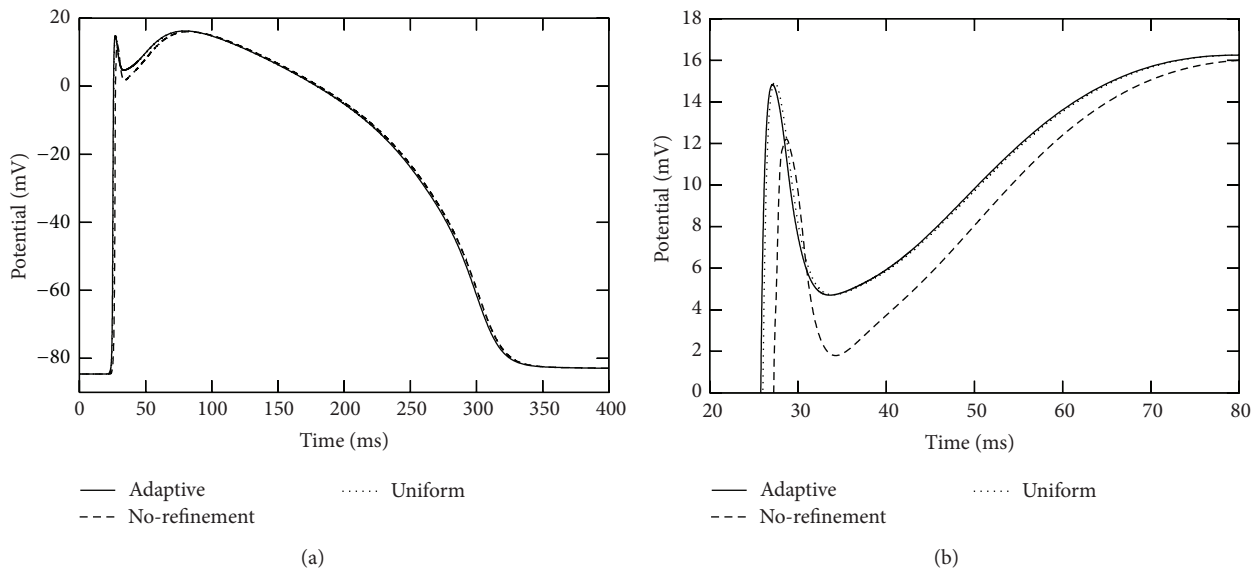 20
0
−20
−40
−60
−80
Potential (mV)
0 50 100 150 200 250 300 350 400
Time (ms)
Adaptive
No-refinement
Uniform
(a)
18
16
14
12
10
8
6
4
2
0
Potential (mV)
20 30 40 50 60 70 80
Time (ms)
Adaptive
No-refinement
Uniform
(b)